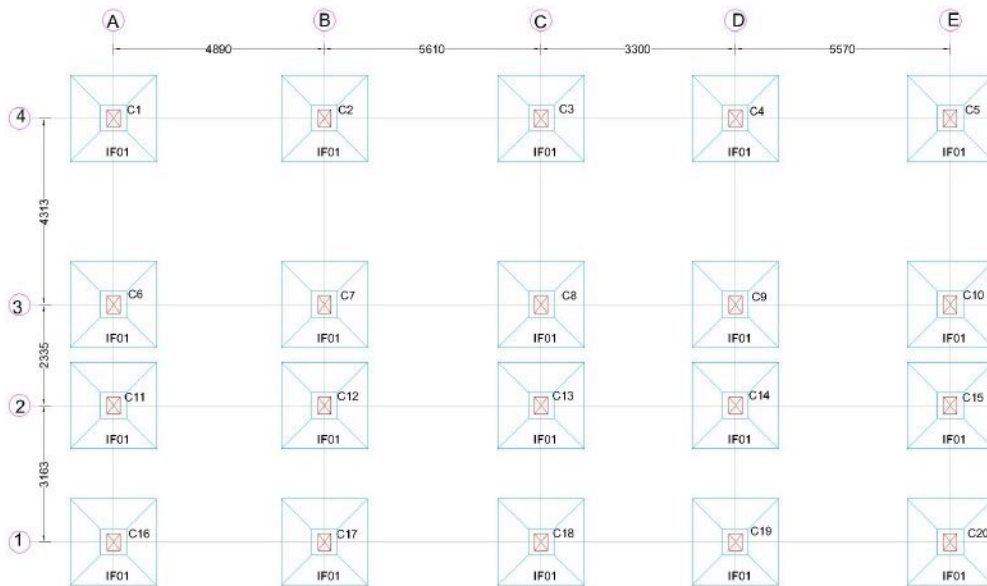 A B C D E
4890 5610 3300 5570
4 C1 C2 C3 C4 C5
IF01 IF01 IF01 IF01 IF01
4313
3 C6 C7 C8 C9 C10
IF01 IF01 IF01 IF01 IF01
2335
2 C11 C12 C13 C14 C15
IF01 IF01 IF01 IF01 IF01
3163
1 C16 C17 C18 C19 C20
IF01 IF01 IF01 IF01 IF01